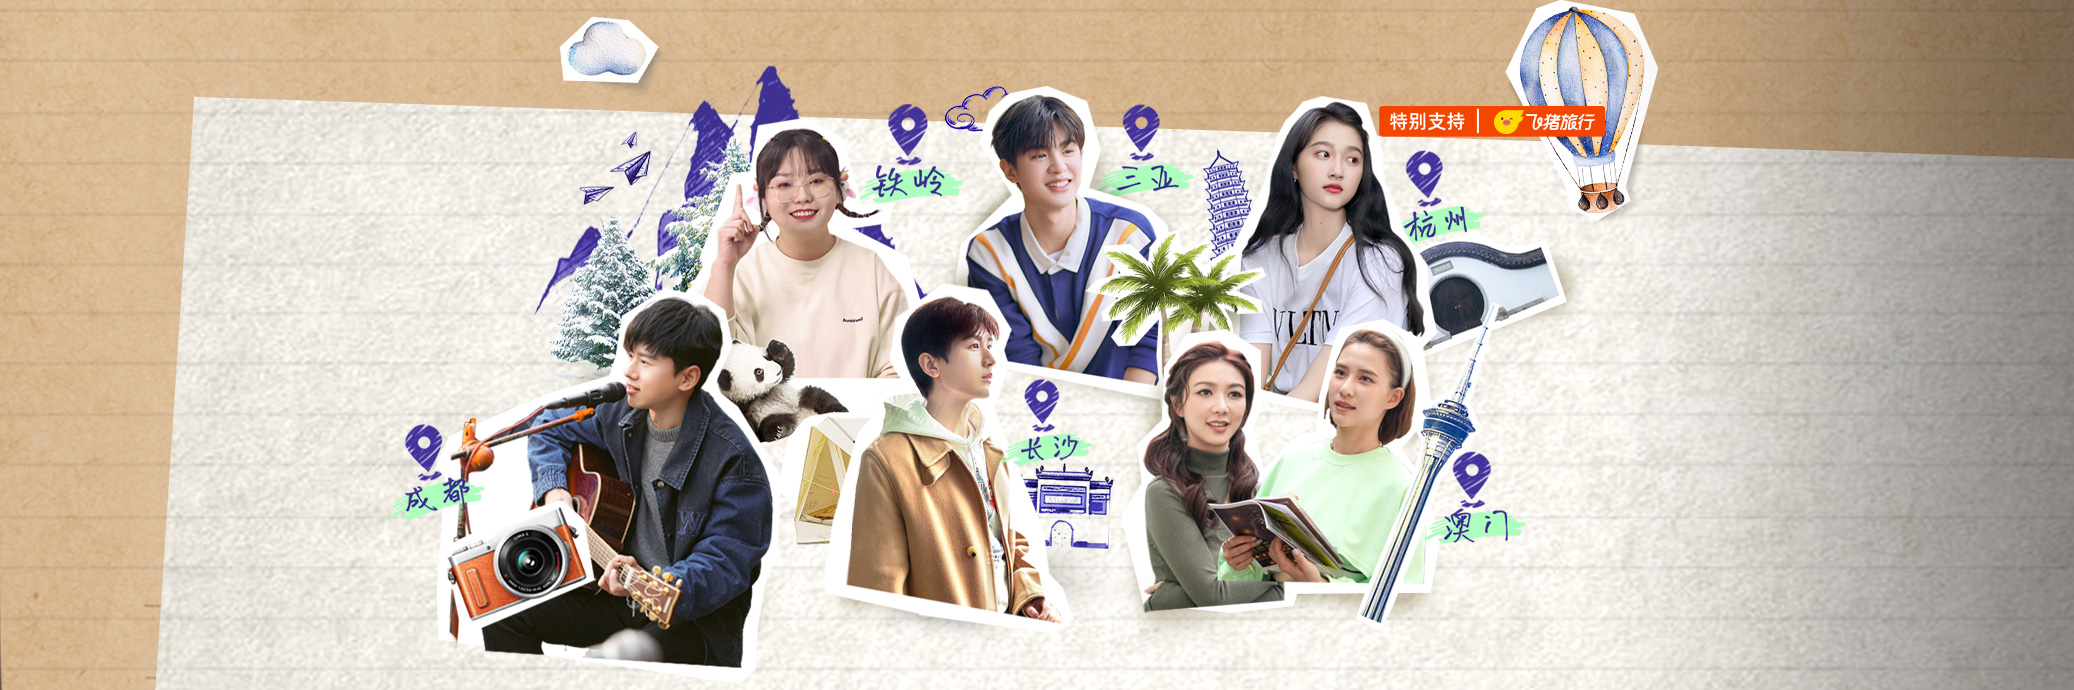 特别支持 飞猪旅行
铁岭
三亚
杭州
成都
长沙
澳门